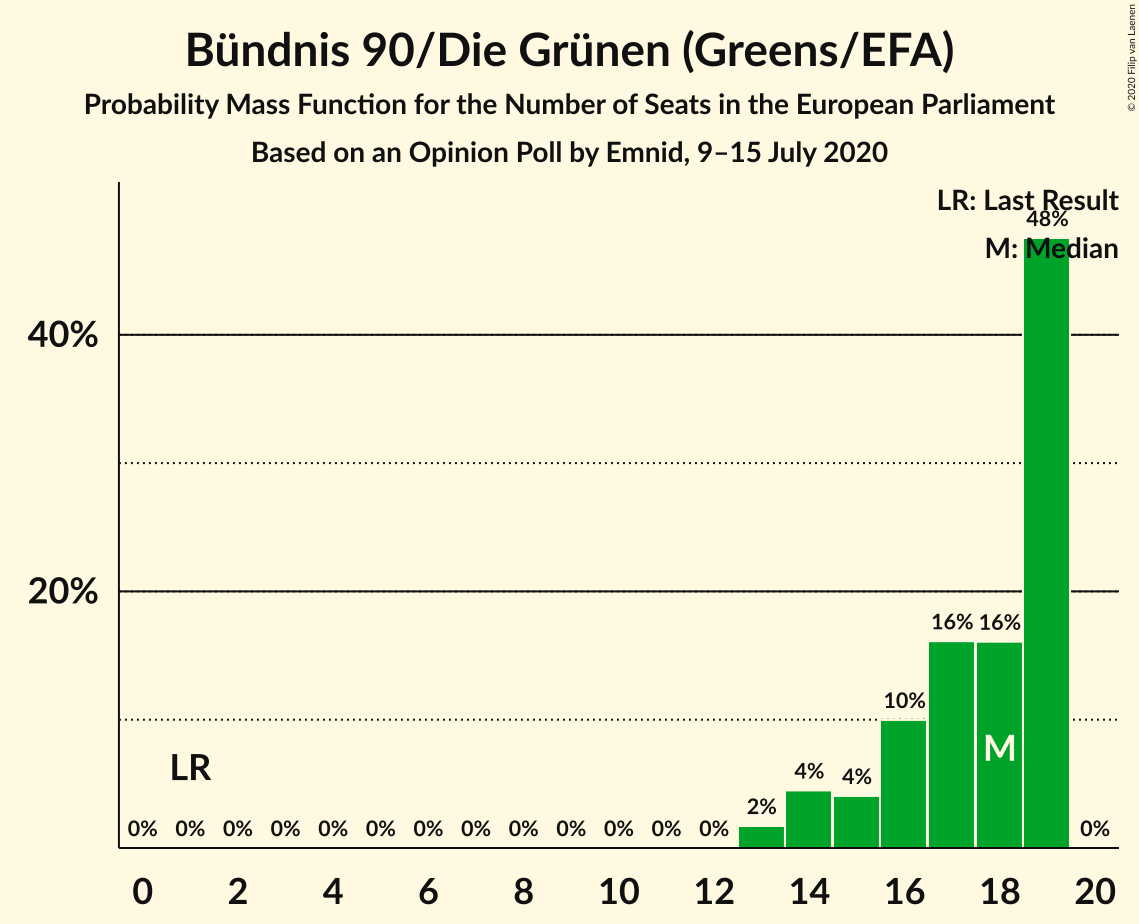 Bündnis 90/Die Grünen (Greens/EFA)
Probability Mass Function for the Number of Seats in the European Parliament
Based on an Opinion Poll by Emnid, 9–15 July 2020
© 2020 Filip van Laenen
LR: Last Result
48%
M: Median
40%
20%
16% 16%
10%
LR
M
4% 4%
2%
0% 0% 0% 0% 0% 0% 0% 0% 0% 0% 0% 0% 0% 0%
0 2 4 6 8 10 12 14 16 18 20